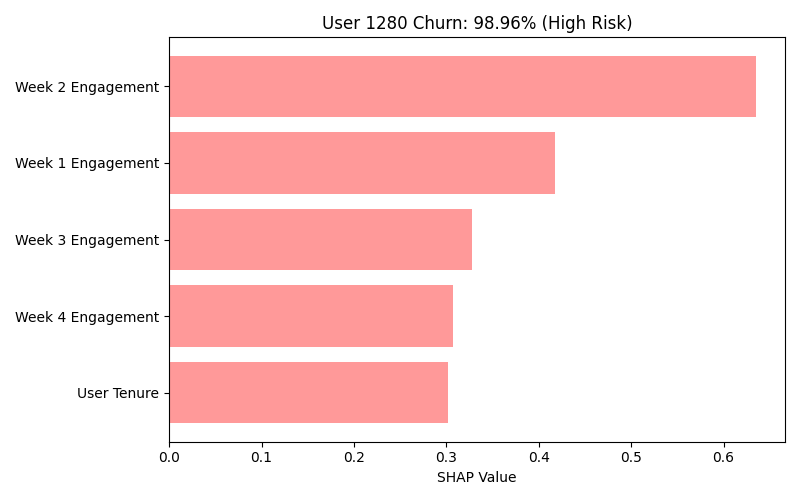 User 1280 Churn: 98.96% (High Risk)
Week 2 Engagement
Week 1 Engagement
Week 3 Engagement
Week 4 Engagement
User Tenure
0.0 0.1 0.2 0.3 0.4 0.5 0.6
SHAP Value